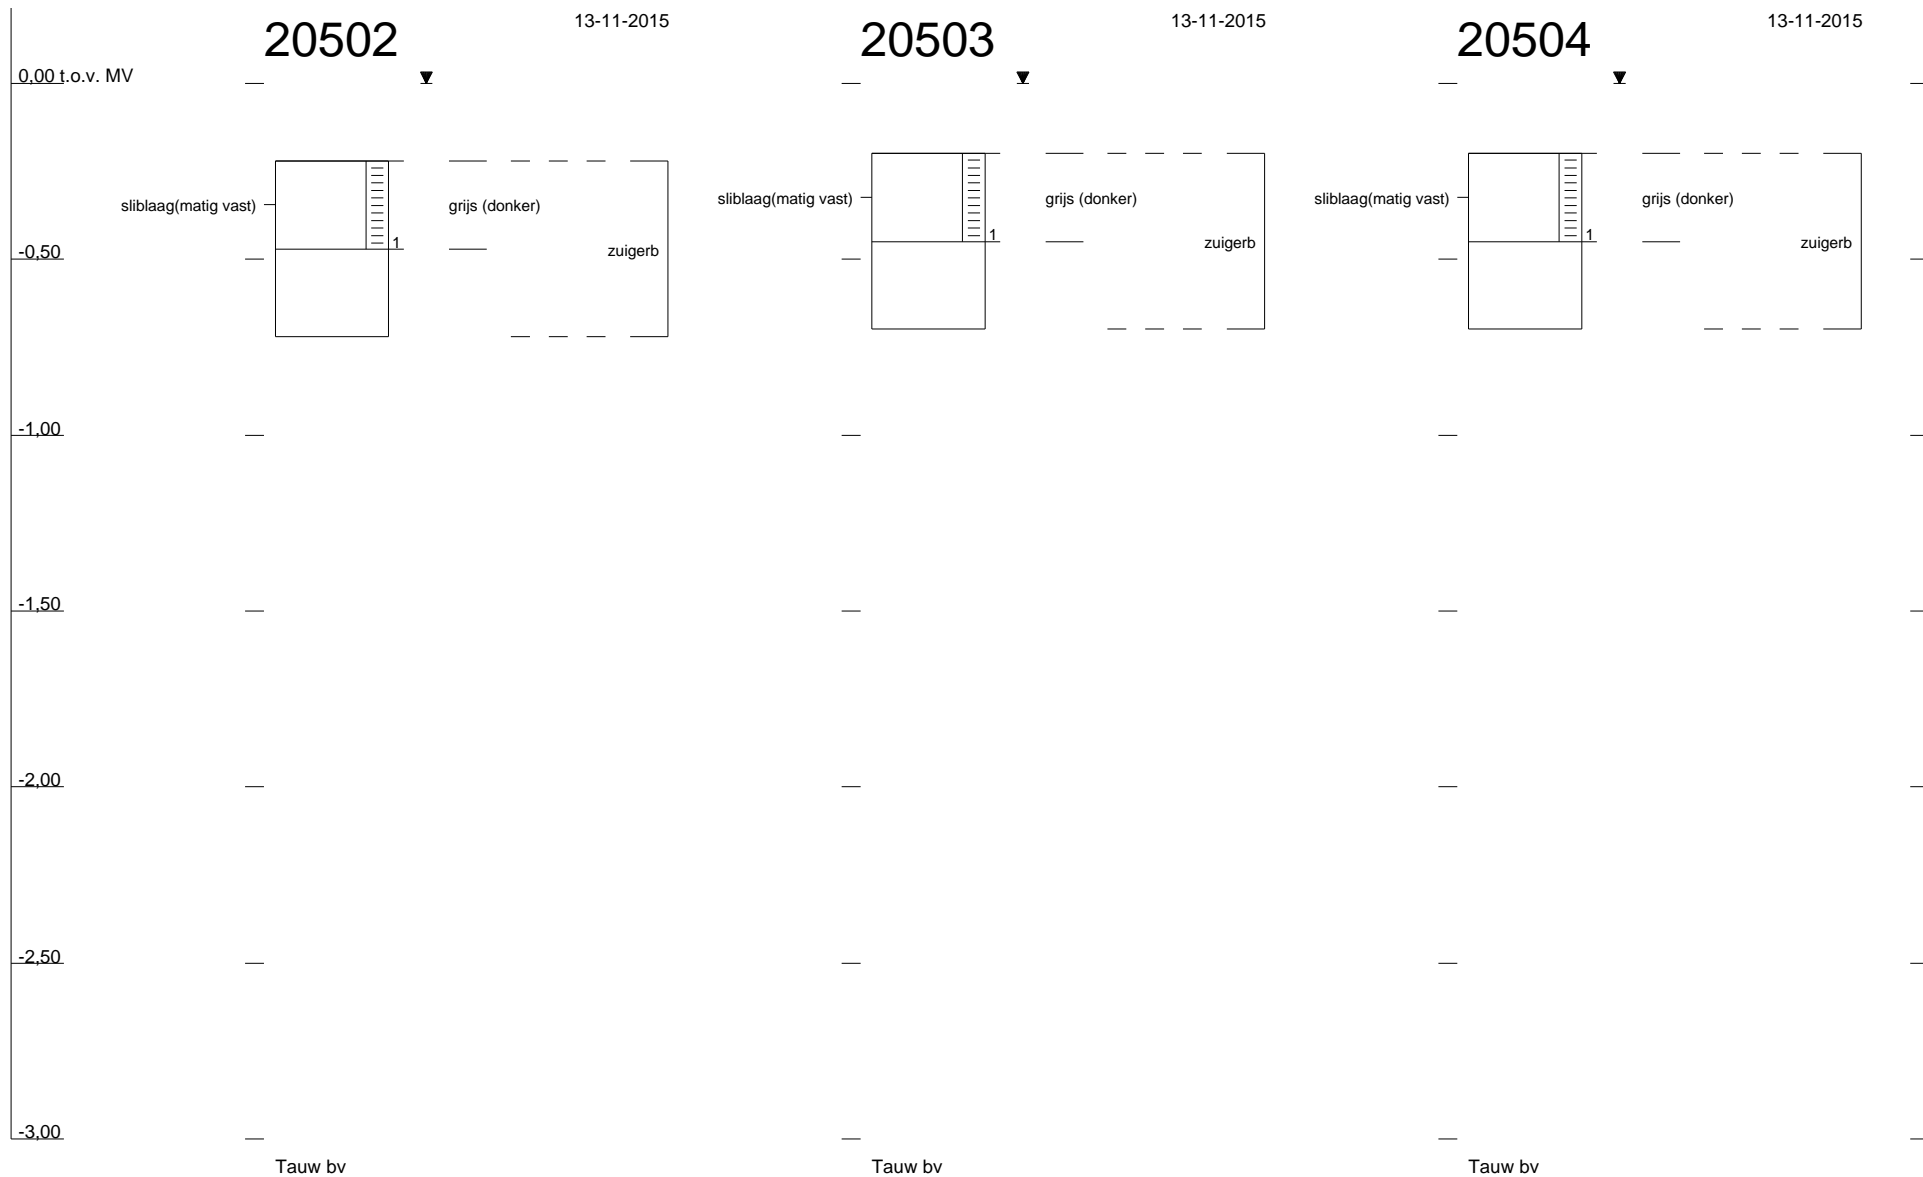 20502
13-11-2015
20503
13-11-2015
20504
13-11-2015
0,00 t.o.v. MV
sliblaag(matig vast)
1
grijs (donker)
zuigerb
sliblaag(matig vast)
1
grijs (donker)
zuigerb
sliblaag(matig vast)
1
grijs (donker)
zuigerb
-0,50
-1,00
-1,50
-2,00
-2,50
-3,00
Tauw bv
Tauw bv
Tauw bv